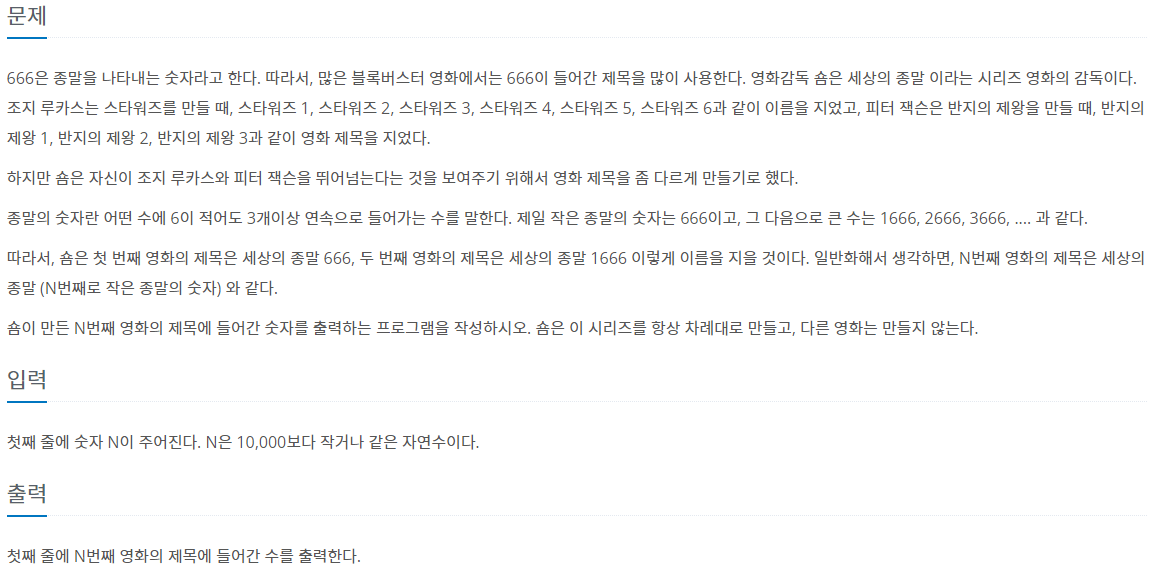 문제
666은 종말을 나타내는 숫자라고 한다. 따라서, 많은 블록버스터 영화에서는 666이 들어간 제목을 많이 사용한다. 영화감독 숌은 세상의 종말 이라는 시리즈 영화의 감독이다.
조지 루카스는 스타워즈를 만들 때, 스타워즈 1, 스타워즈 2, 스타워즈 3, 스타워즈 4, 스타워즈 5, 스타워즈 6과 같이 이름을 지었고, 피터 잭슨은 반지의 제왕을 만들 때, 반지의
제왕 1, 반지의 제왕 2, 반지의 제왕 3과 같이 영화 제목을 지었다.
하지만 숌은 자신이 조지 루카스와 피터 잭슨을 뛰어넘는다는 것을 보여주기 위해서 영화 제목을 좀 다르게 만들기로 했다.
종말의 숫자란 어떤 수에 6이 적어도 3개이상 연속으로 들어가는 수를 말한다. 제일 작은 종말의 숫자는 666이고, 그 다음으로 큰 수는 1666, 2666, 3666, .... 과 같다.
따라서, 숌은 첫 번째 영화의 제목은 세상의 종말 666, 두 번째 영화의 제목은 세상의 종말 1666 이렇게 이름을 지을 것이다. 일반화해서 생각하면, N번째 영화의 제목은 세상의
종말 (N번째로 작은 종말의 숫자) 와 같다.
숌이 만든 N번째 영화의 제목에 들어간 숫자를 출력하는 프로그램을 작성하시오. 숌은 이 시리즈를 항상 차례대로 만들고, 다른 영화는 만들지 않는다.
입력
첫째 줄에 숫자 N이 주어진다. N은 10,000보다 작거나 같은 자연수이다.
출력
첫째 줄에 N번째 영화의 제목에 들어간 수를 출력한다.